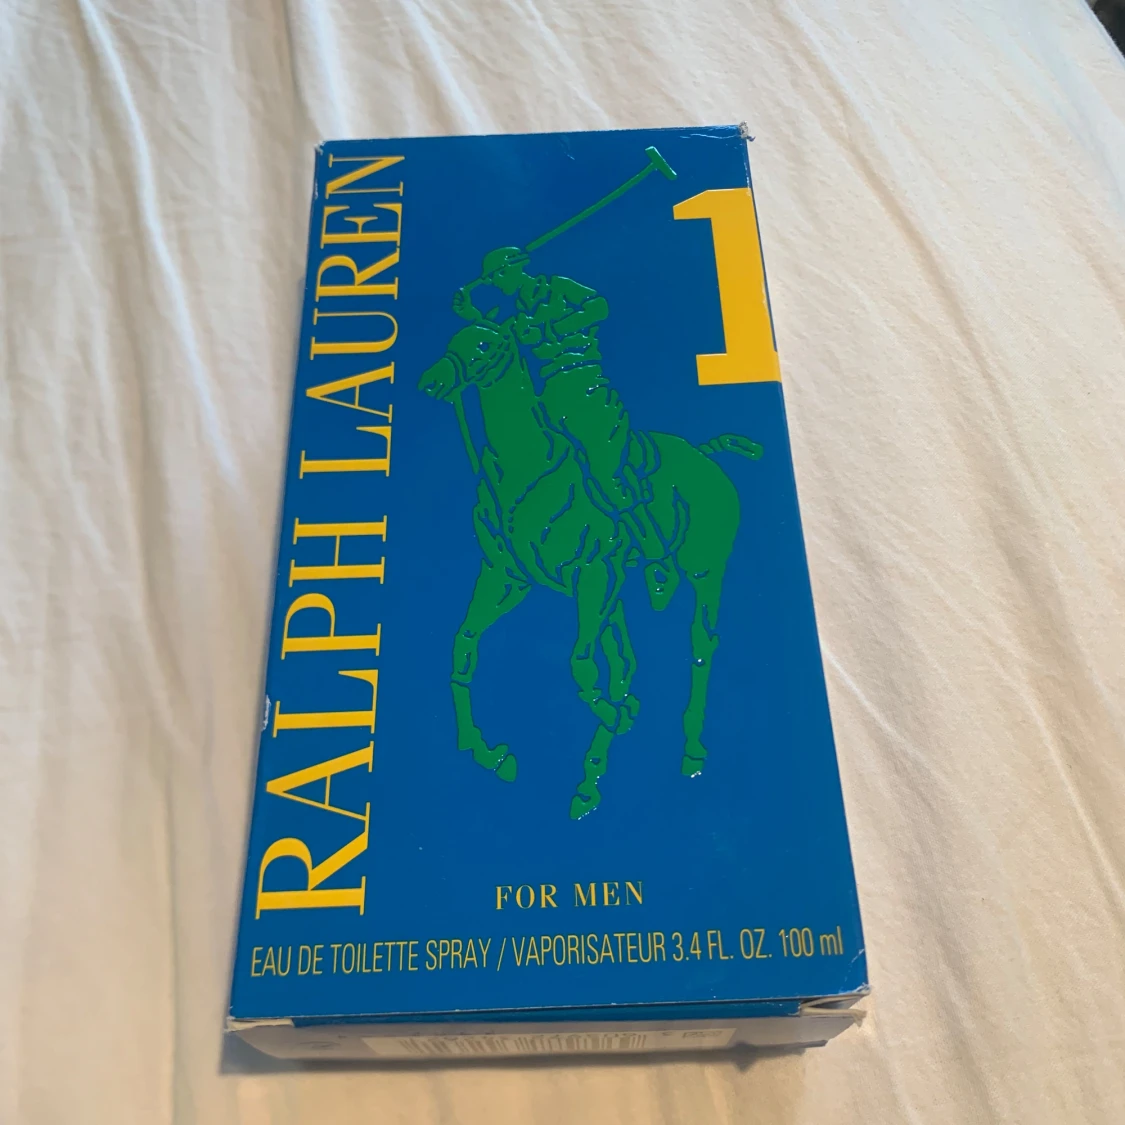 RALPH LAUREN
1
FOR MEN
EAU DE TOILETTE SPRAY / VAPORISATEUR 3.4 FL. OZ. 100 ml